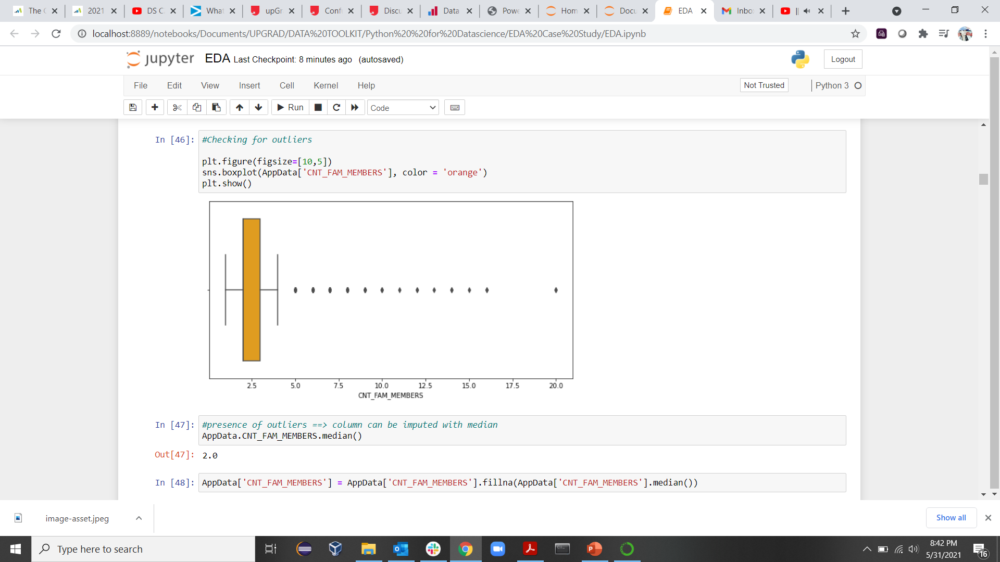 The
2021
DS C
What
upGr
Conf
Discu
Data
Powe
Hom
Docu
EDA
Inbo
localhost:8889/notebooks/Documents/UPGRAD/DATA%20TOOLKIT/Python%20%20for%20Datascience/EDA%20Case%20Study/EDA.ipynb
jupyter EDA Last Checkpoint: 8 minutes ago (autosaved)
Logout
File Edit View Insert Cell Kernel Help
Not Trusted
Python 3
Run
Code
In [46]: #Checking for outliers
plt.figure(figsize=[10,5])
sns.boxplot(AppData['CNT_FAM_MEMBERS'], color = 'orange')
plt.show()
2.5 5.0 7.5 10.0 12.5 15.0 17.5 20.0
CNT_FAM_MEMBERS
In [47]: #presence of outliers ==> column can be imputed with median
AppData.CNT_FAM_MEMBERS.median()
Out[47]: 2.0
In [48]: AppData['CNT_FAM_MEMBERS'] = AppData['CNT_FAM_MEMBERS'].fillna(AppData['CNT_FAM_MEMBERS'].median())
image-asset.jpeg
Show all
Type here to search
8:42 PM
5/31/2021
16